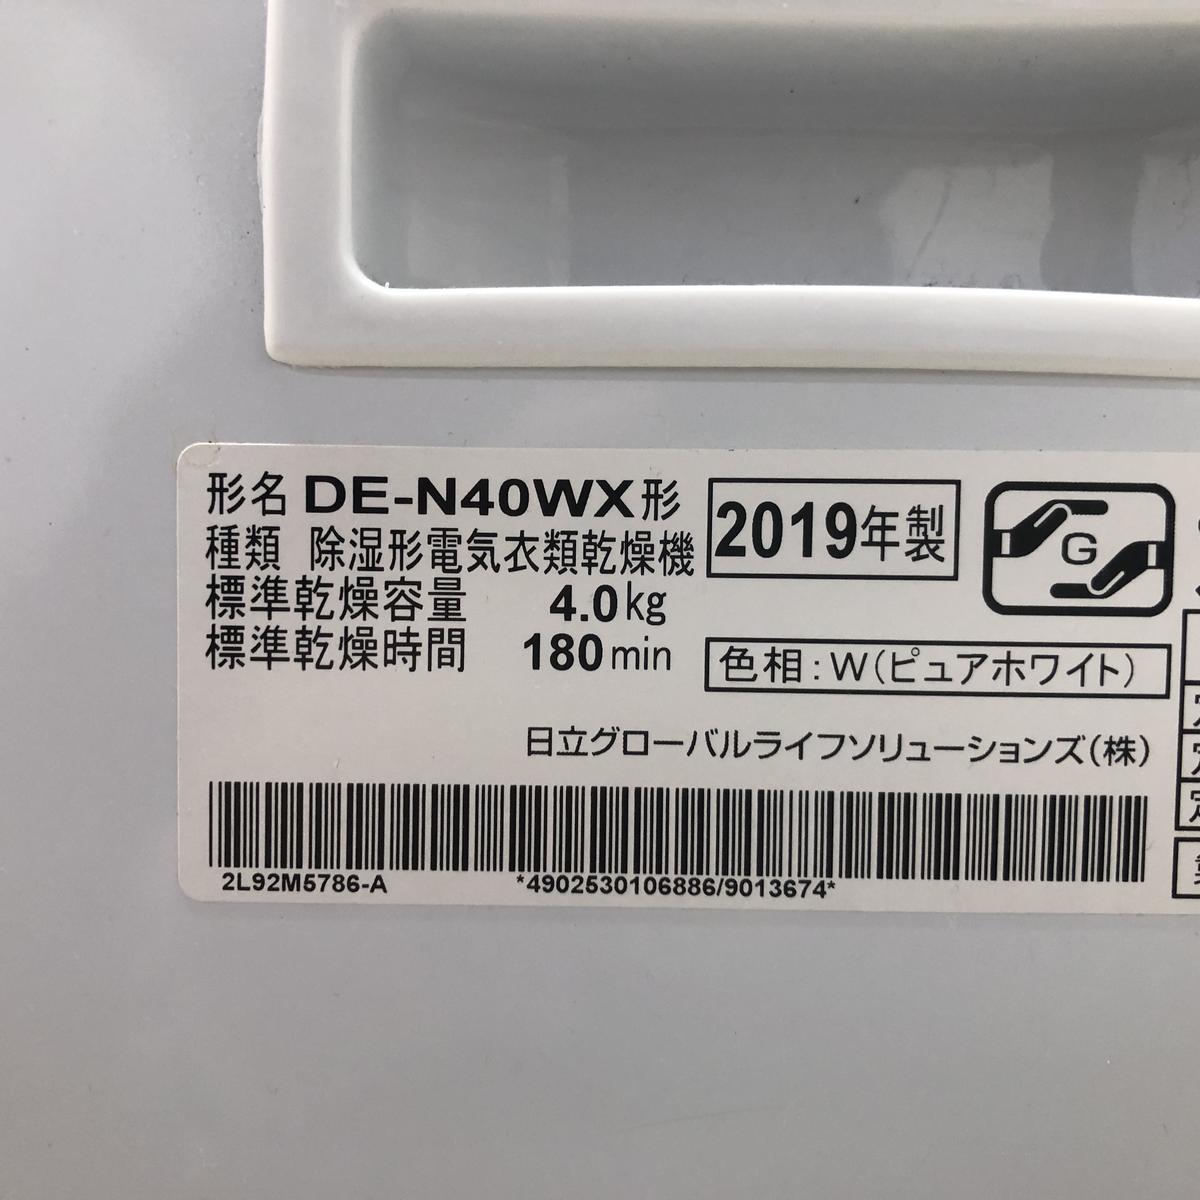 形名 DE-N40WX形
2019年製
G
種類 除湿形電気衣類乾燥機
標準乾燥容量 4.0kg
標準乾燥時間 180min
色相:W(ピュアホワイト)
日立グローバルライフソリューションズ(株)
2L92M5786-A *4902530106886/9013674*